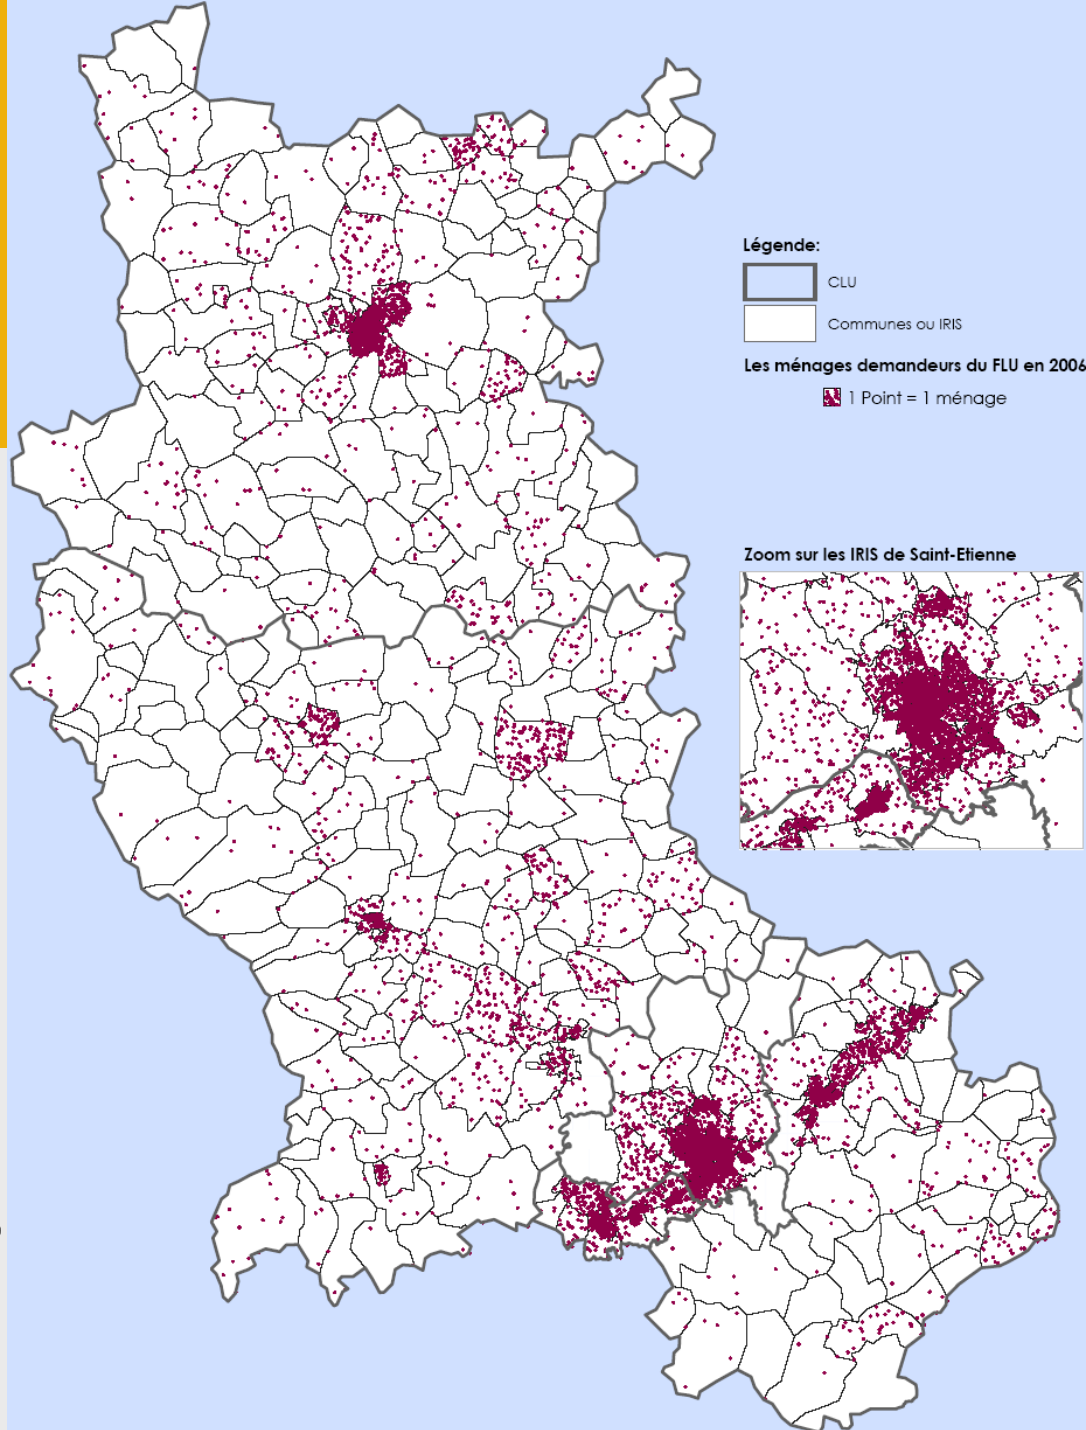 Légende:
CLU
Communes ou IRIS
Les ménages demandeurs du FLU en 2006
1 Point = 1 ménage
Zoom sur les IRIS de Saint-Etienne